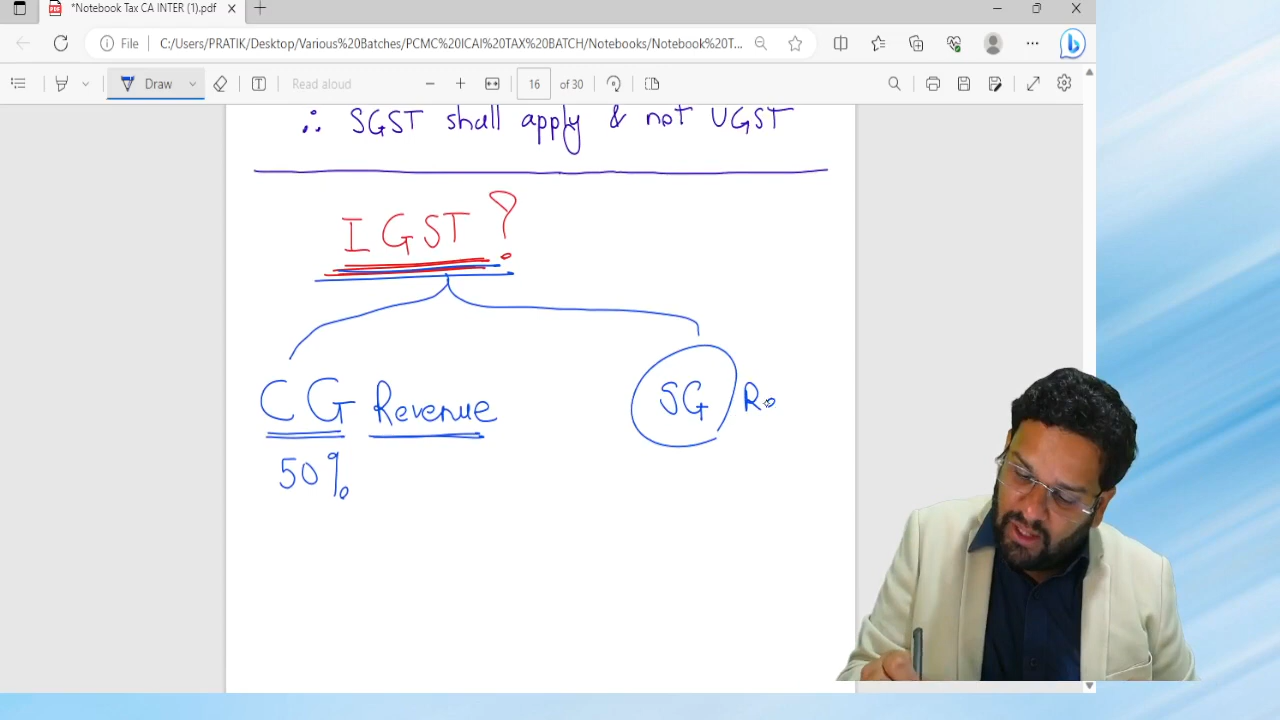 *Notebook Tax CA INTER (1).pdf
File C:/Users/PRATIK/Desktop/Various%20Batches/PCMC%20ICAI%20TAX%20BATCH/Notebooks/Notebook%20T...
Draw Read aloud 16 of 30
∴ SGST shall apply & not UGST
IGST?
CG Revenue SG Re
50%